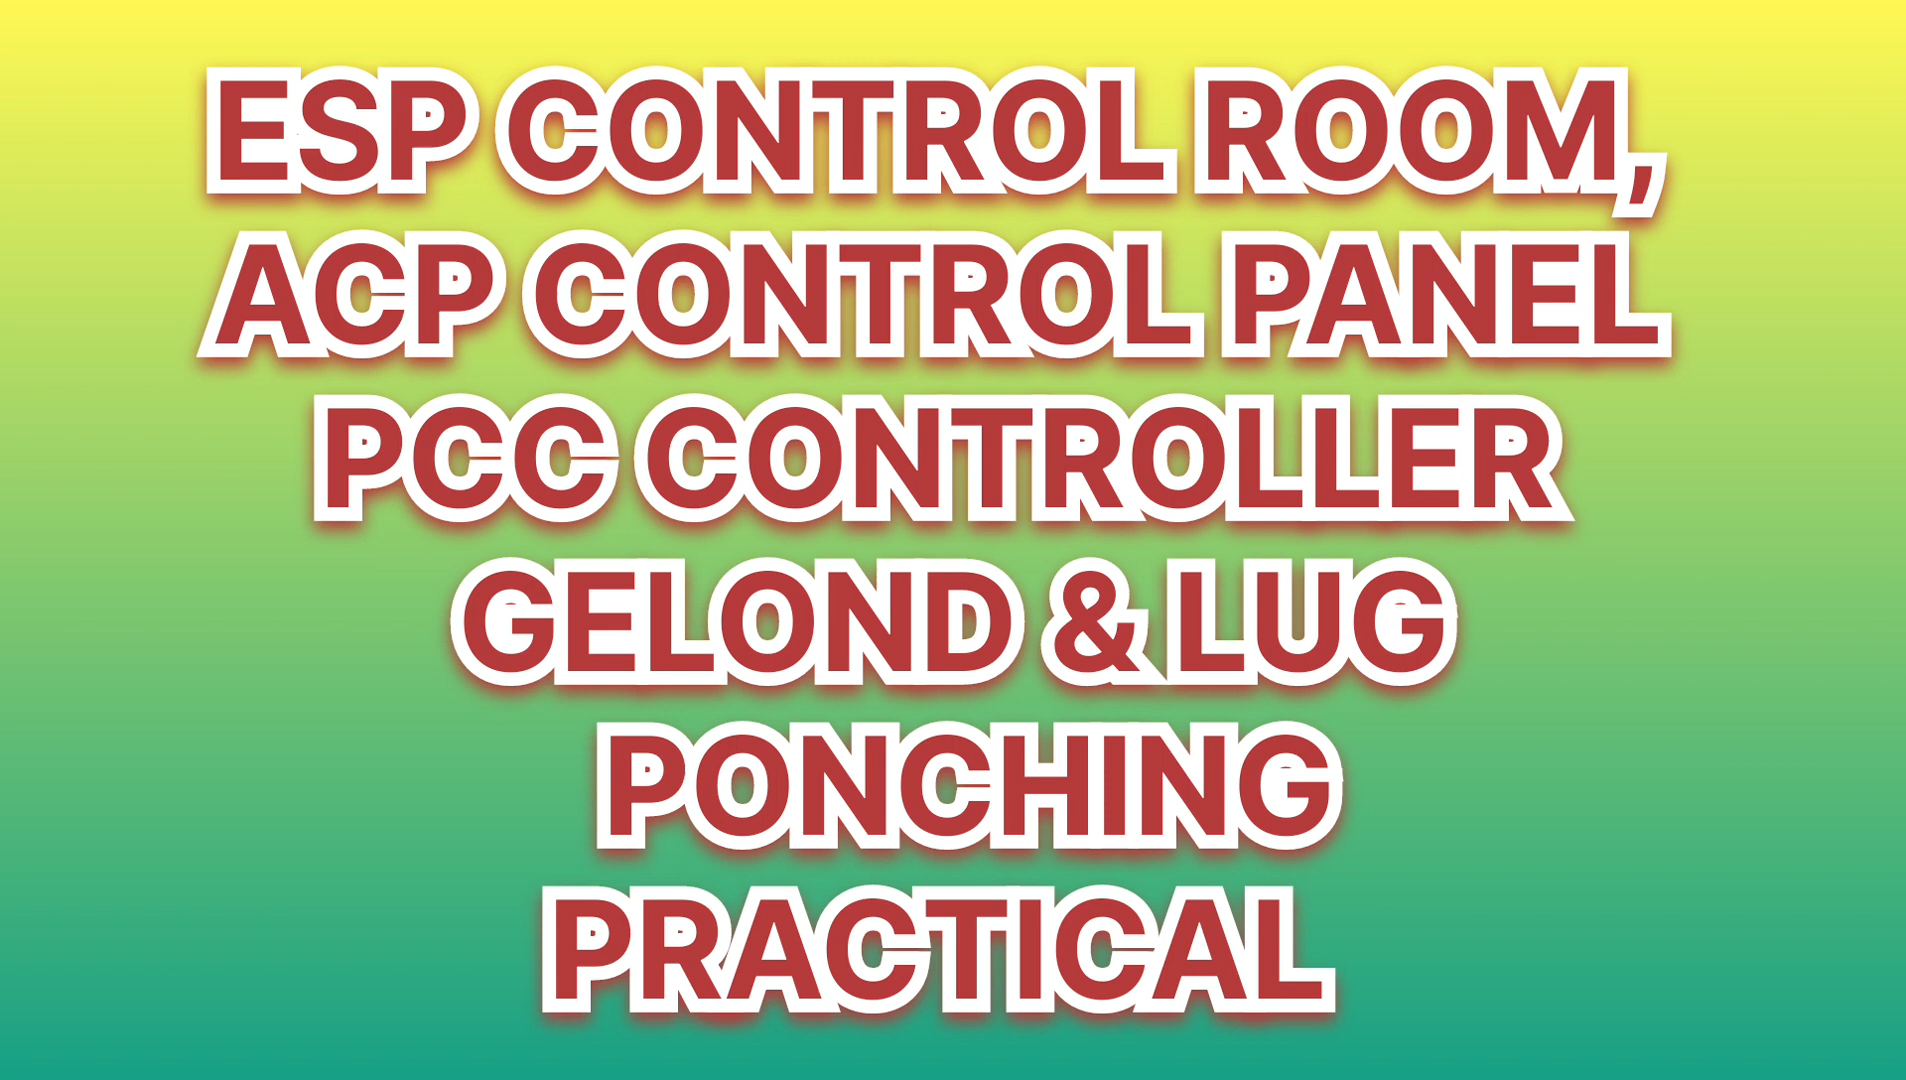 ESP CONTROL ROOM,
ACP CONTROL PANEL
PCC CONTROLLER
GELOND & LUG
PONCHING
PRACTICAL